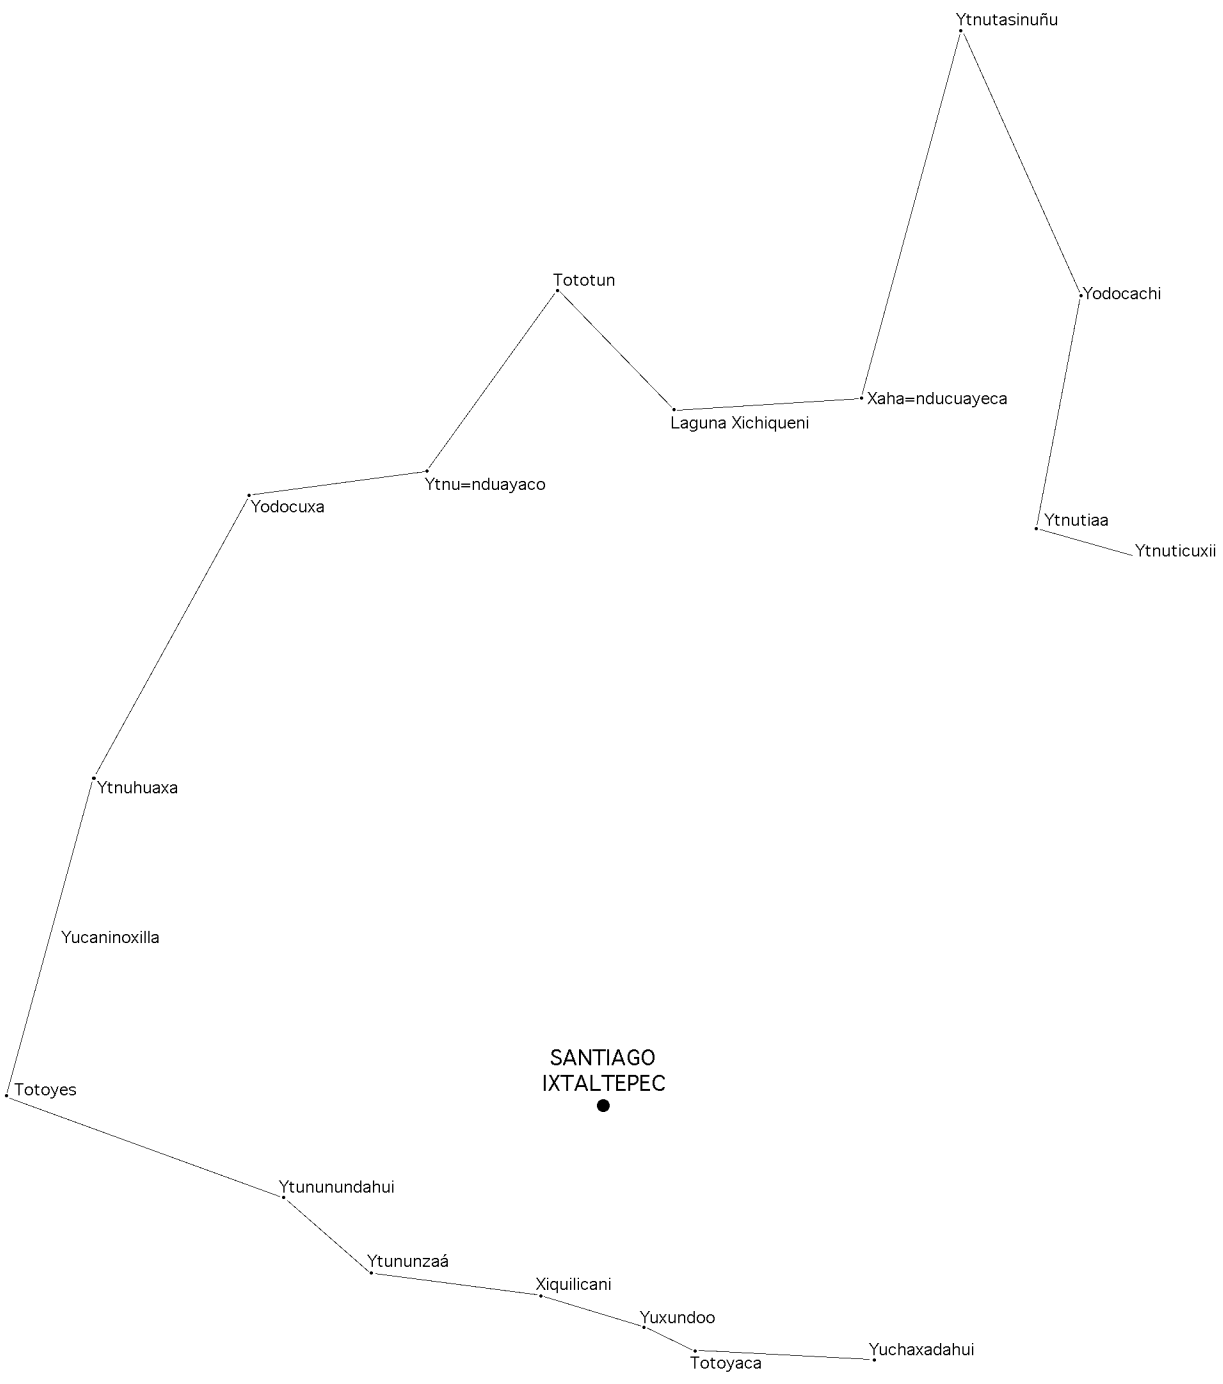 Ytnutasinuñu
Tototun
Yodocachi
Xaha=nducuayeca
Laguna Xichiqueni
Ytnu=nduayaco
Yodocuxa
Ytnutiaa
Ytnuticuxii
Ytnuhuaxa
Yucaninoxilla
SANTIAGO
IXTALTEPEC
Totoyes
Ytununundahui
Ytununzaá
Xiquilicani
Yuxundoo
Yuchaxadahui
Totoyaca